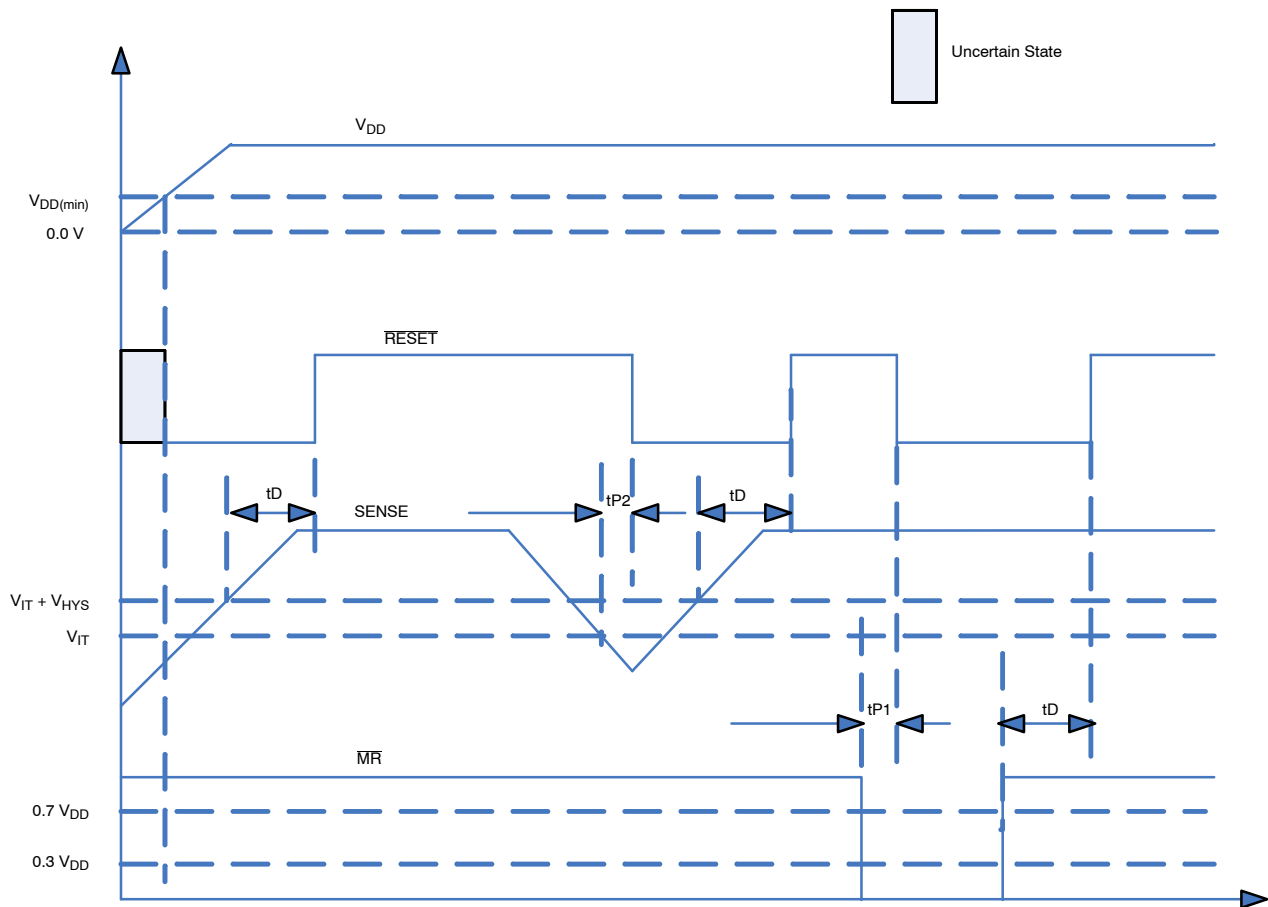 Uncertain State
VDD
VDD(min)
0.0 V
RESET
tD
SENSE
tP2
tD
VIT + VHYS
VIT
tP1
tD
MR
0.7 VDD
0.3 VDD